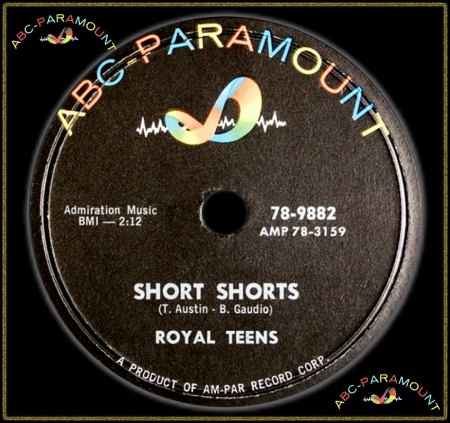 ABC-PARAMOUNT
ABC-PARAMOUNT
Admiration Music
BMI — 2:12
78-9882
AMP 78-3159
SHORT SHORTS
(T. Austin - B. Gaudio)
ROYAL TEENS
A PRODUCT OF AM-PAR RECORD CORP.
ABC-PARAMOUNT